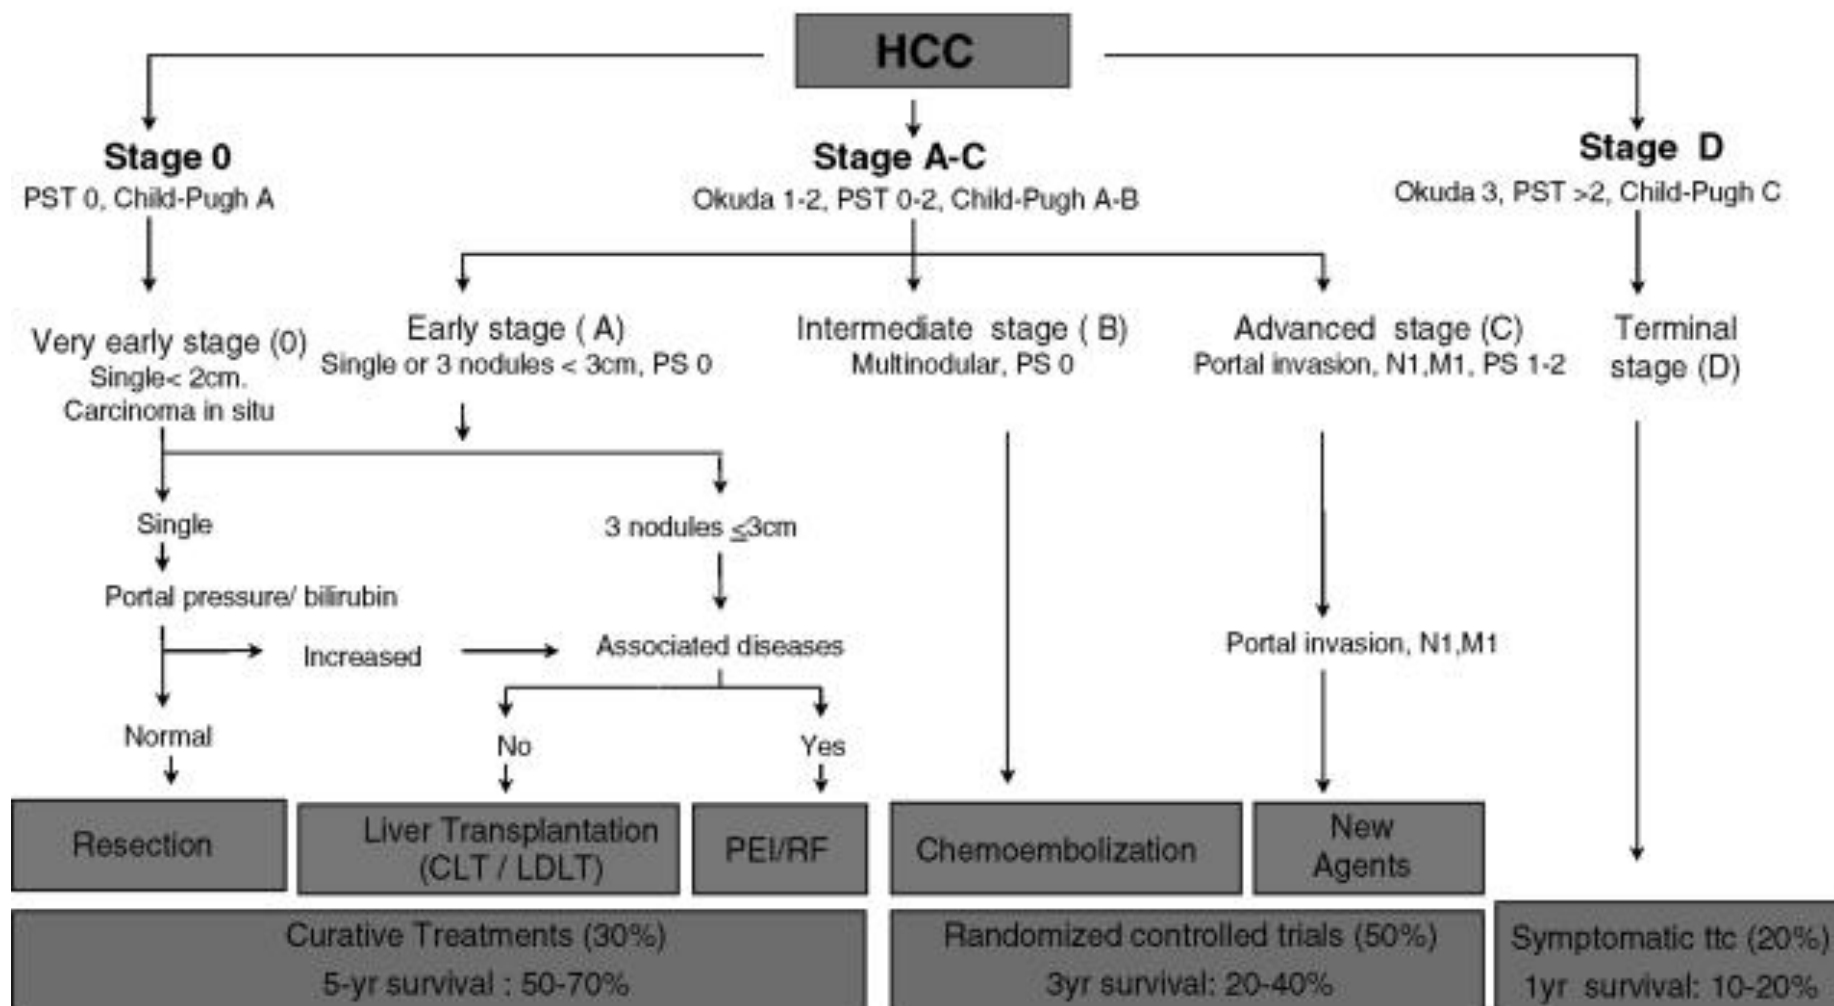 HCC
Stage 0
PST 0, Child-Pugh A
Stage A-C
Okuda 1-2, PST 0-2, Child-Pugh A-B
Stage D
Okuda 3, PST >2, Child-Pugh C
Very early stage (0)
Single< 2cm.
Carcinoma in situ
Early stage ( A)
Single or 3 nodules < 3cm, PS 0
Intermediate stage ( B)
Multinodular, PS 0
Advanced stage (C)
Portal invasion, N1,M1, PS 1-2
Terminal
stage (D)
Single
3 nodules ≤3cm
Portal pressure/ bilirubin
Increased
Associated diseases
Portal invasion, N1,M1
Normal
No
Yes
Resection
Liver Transplantation
(CLT / LDLT)
PEI/RF
Chemoembolization
New
Agents
Curative Treatments (30%)
5-yr survival : 50-70%
Randomized controlled trials (50%)
3yr survival: 20-40%
Symptomatic ttc (20%)
1yr survival: 10-20%